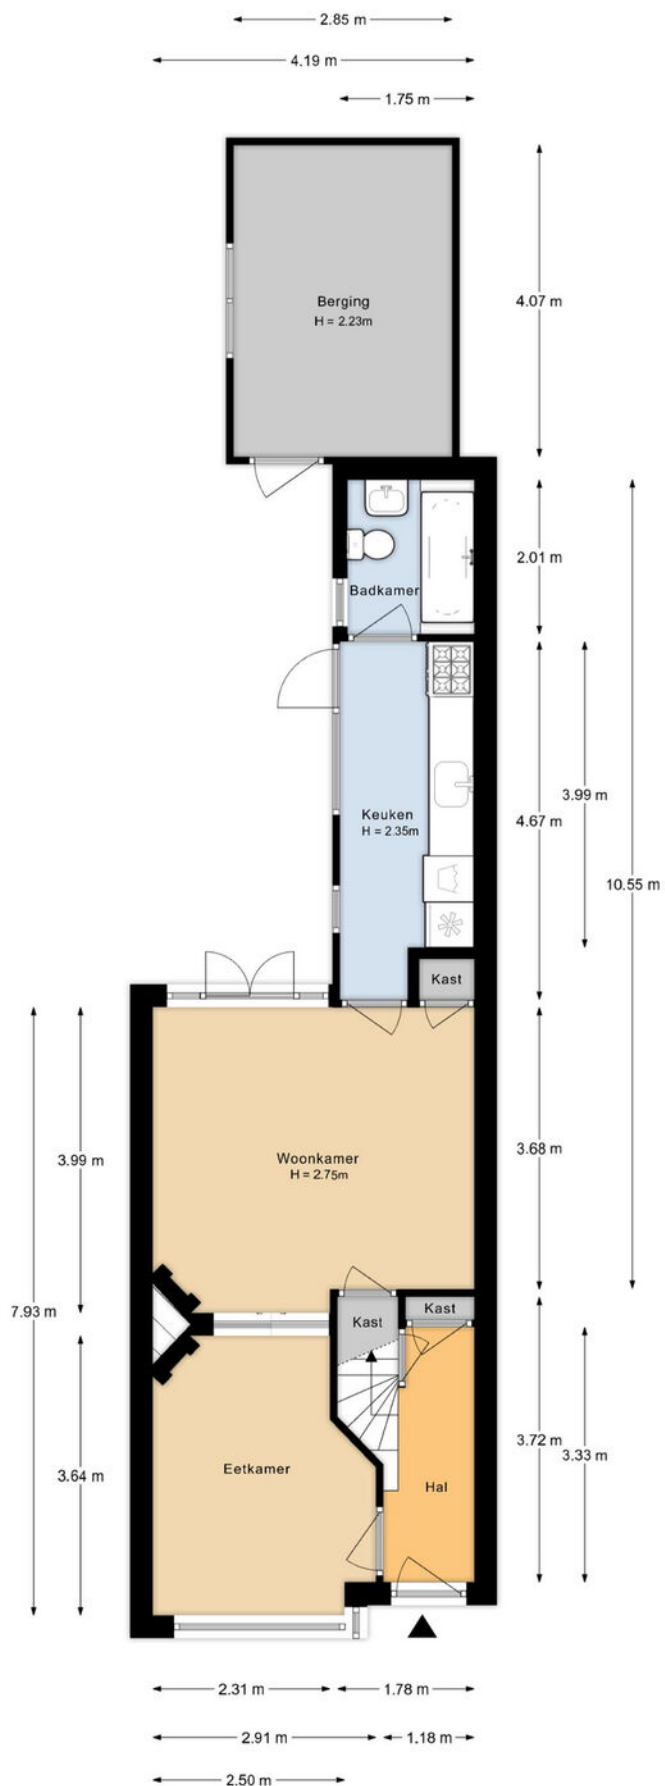 2.85 m
4.19 m
1.75 m
Berging
H = 2.23m
4.07 m
2.01 m
Badkamer
3.99 m
Keuken
H = 2.35m
4.67 m
10.55 m
Kast
3.99 m
Woonkamer
H = 2.75m
3.68 m
7.93 m
Kast
Kast
3.72 m
3.33 m
Eetkamer
3.64 m
Hal
2.31 m
1.78 m
2.91 m
1.18 m
2.50 m